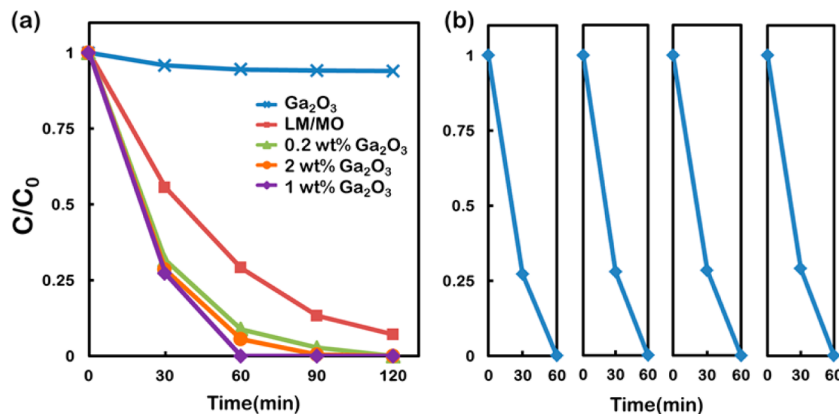 (a)
C/C₀
1
0.75
0.5
0.25
0
Ga₂O₃
LM/MO
0.2 wt% Ga₂O₃
2 wt% Ga₂O₃
1 wt% Ga₂O₃
0 30 60 90 120
Time(min)
(b)
1
0.75
0.5
0.25
0
0 30 60 0 30 60 0 30 60 0 30 60
Time(min) Time(min)